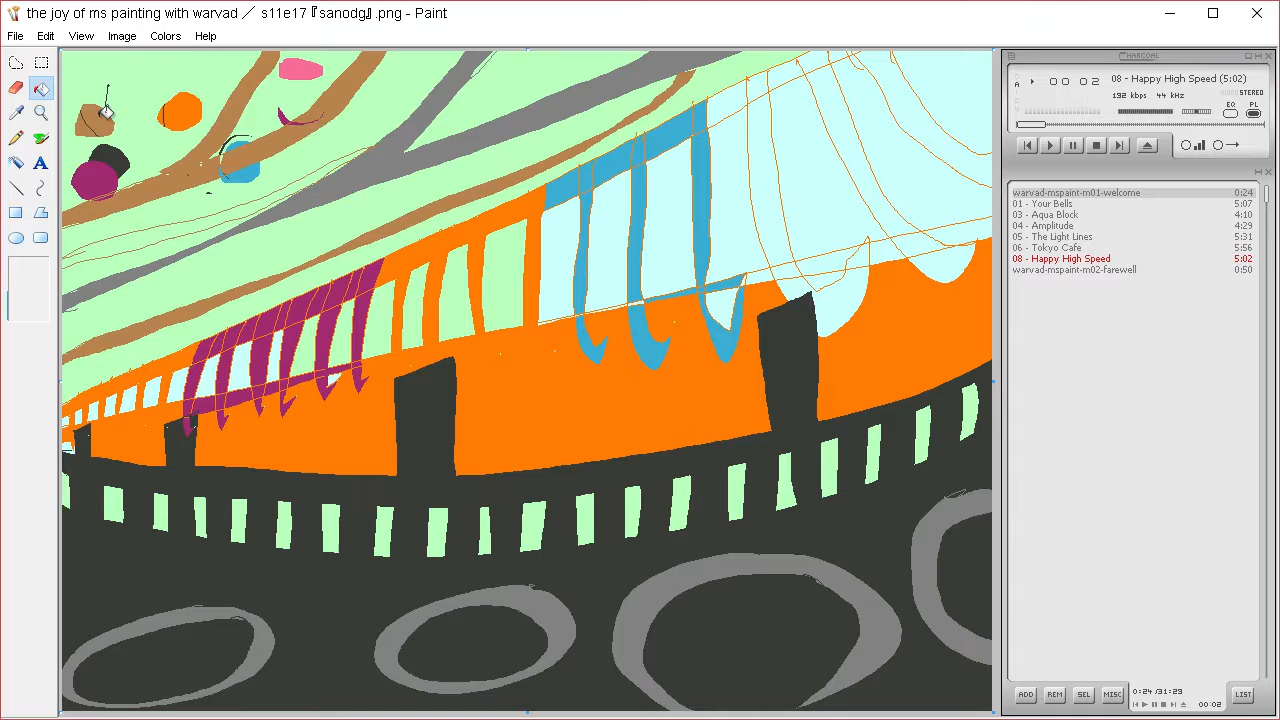 the joy of ms painting with warvad ／ s11e17『sanodg』.png - Paint
File Edit View Image Colors Help
CHARCOAL
08 - Happy High Speed (5:02)
00 02
192 kbps 44 kHz
STEREO
EQ PL
warvad-mspaint-m01-welcome 0:24
01 - Your Bells 5:07
03 - Aqua Block 4:10
04 - Amplitude 4:29
05 - The Light Lines 5:31
06 - Tokyo Cafe 5:56
08 - Happy High Speed 5:02
warvad-mspaint-m02-farewell 0:50
ADD REM SEL MISC 0:24 /31:29 00:02 LIST